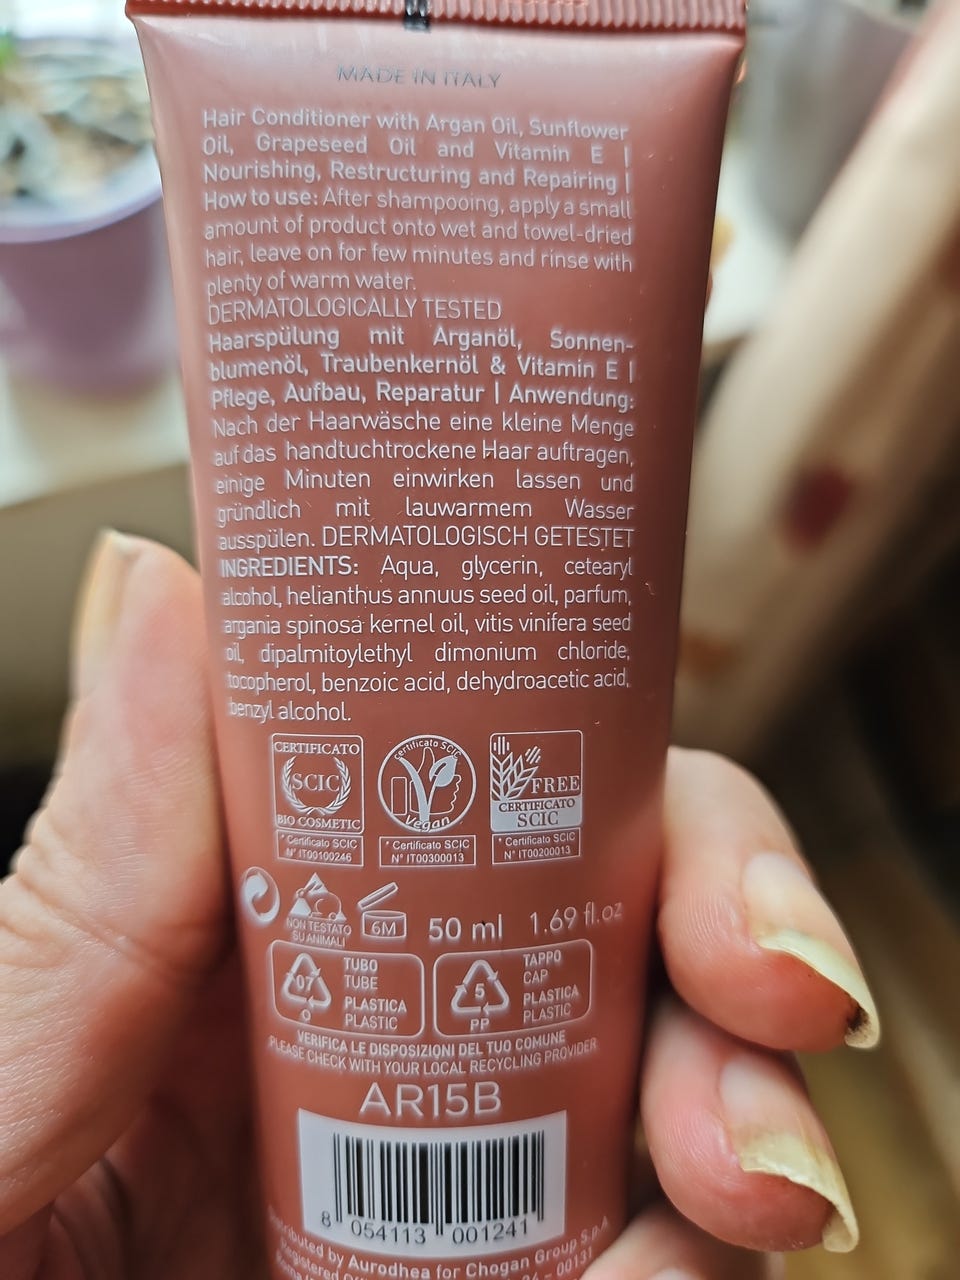 MADE IN ITALY
Hair Conditioner with Argan Oil, Sunflower
Oil, Grapeseed Oil and Vitamin E |
Nourishing, Restructuring and Repairing |
How to use: After shampooing, apply a small
amount of product onto wet and towel-dried
hair, leave on for few minutes and rinse with
plenty of warm water.
DERMATOLOGICALLY TESTED
Haarspülung mit Arganöl, Sonnen-
blumenöl, Traubenkernöl & Vitamin E |
Pflege, Aufbau, Reparatur | Anwendung:
Nach der Haarwäsche eine kleine Menge
auf das handtuchtrockene Haar auftragen,
einige Minuten einwirken lassen und
gründlich mit lauwarmem Wasser
ausspülen. DERMATOLOGISCH GETESTET
INGREDIENTS: Aqua, glycerin, cetearyl
alcohol, helianthus annuus seed oil, parfum,
argania spinosa kernel oil, vitis vinifera seed
oil, dipalmitoylethyl dimonium chloride,
tocopherol, benzoic acid, dehydroacetic acid,
benzyl alcohol.
CERTIFICATO
SCIC
BIO COSMETIC
* Certificato SCIC
N° IT00100246
certificato SCIC
Vegan
* Certificato SCIC
N° IT00300013
FREE
CERTIFICATO
SCIC
* Certificato SCIC
N° IT00200013
NON TESTATO
SU ANIMALI
6M
50 ml 1.69 fl.oz
07
O
TUBO
TUBE
PLASTICA
PLASTIC
5
PP
TAPPO
CAP
PLASTICA
PLASTIC
VERIFICA LE DISPOSIZIONI DEL TUO COMUNE
PLEASE CHECK WITH YOUR LOCAL RECYCLING PROVIDER
AR15B
8 054113 001241
Distributed by Aurodhea for Chogan Group S.p.A
Registered
00131